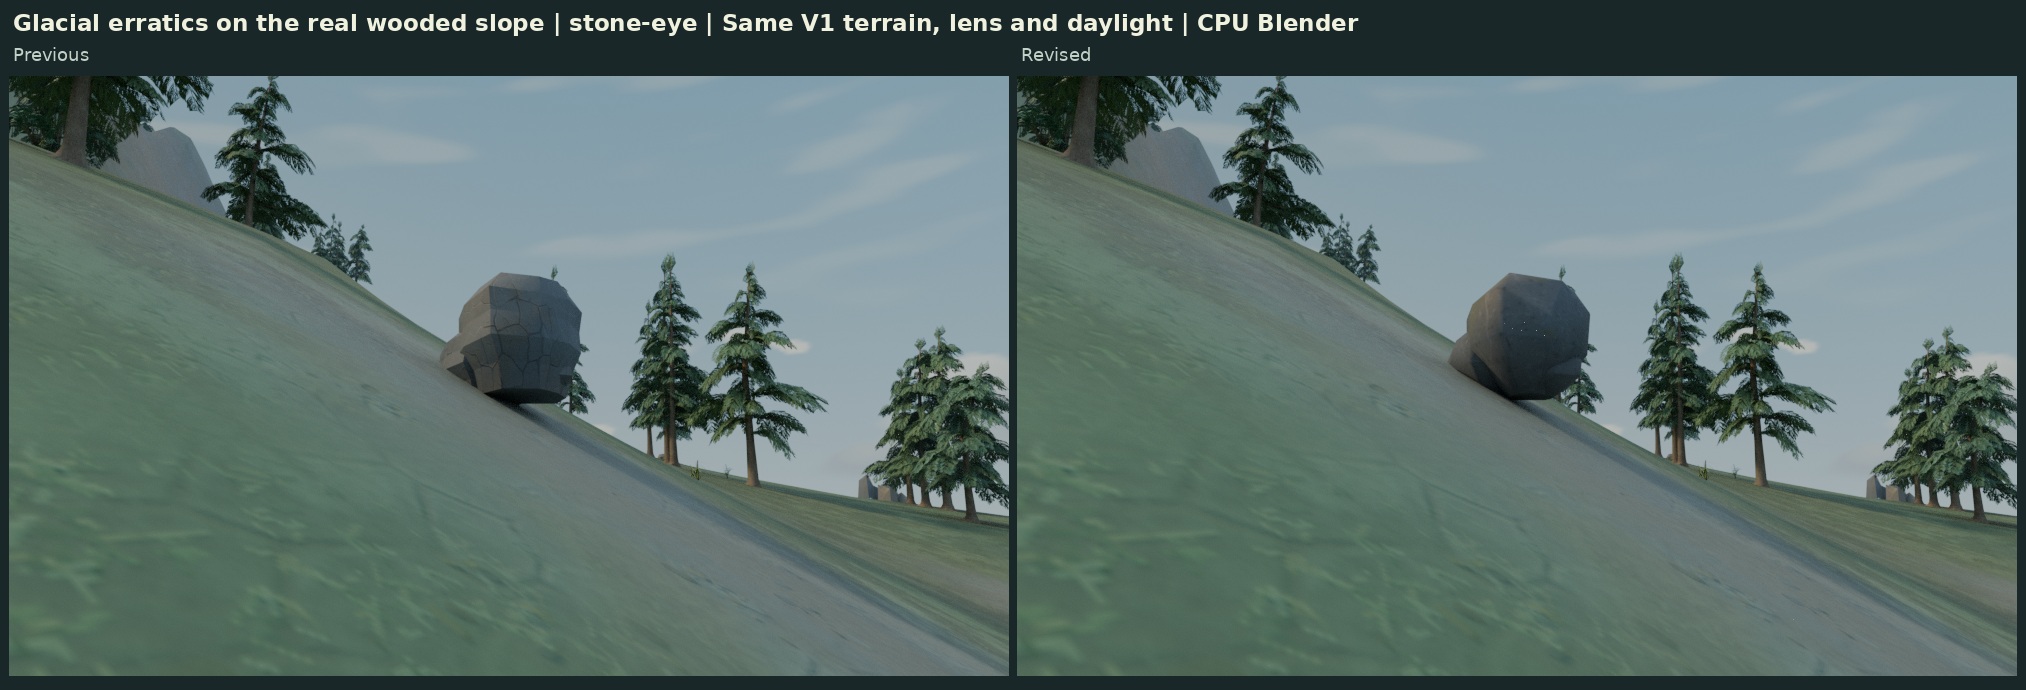 Glacial erratics on the real wooded slope | stone-eye | Same V1 terrain, lens and daylight | CPU Blender
Previous
Revised